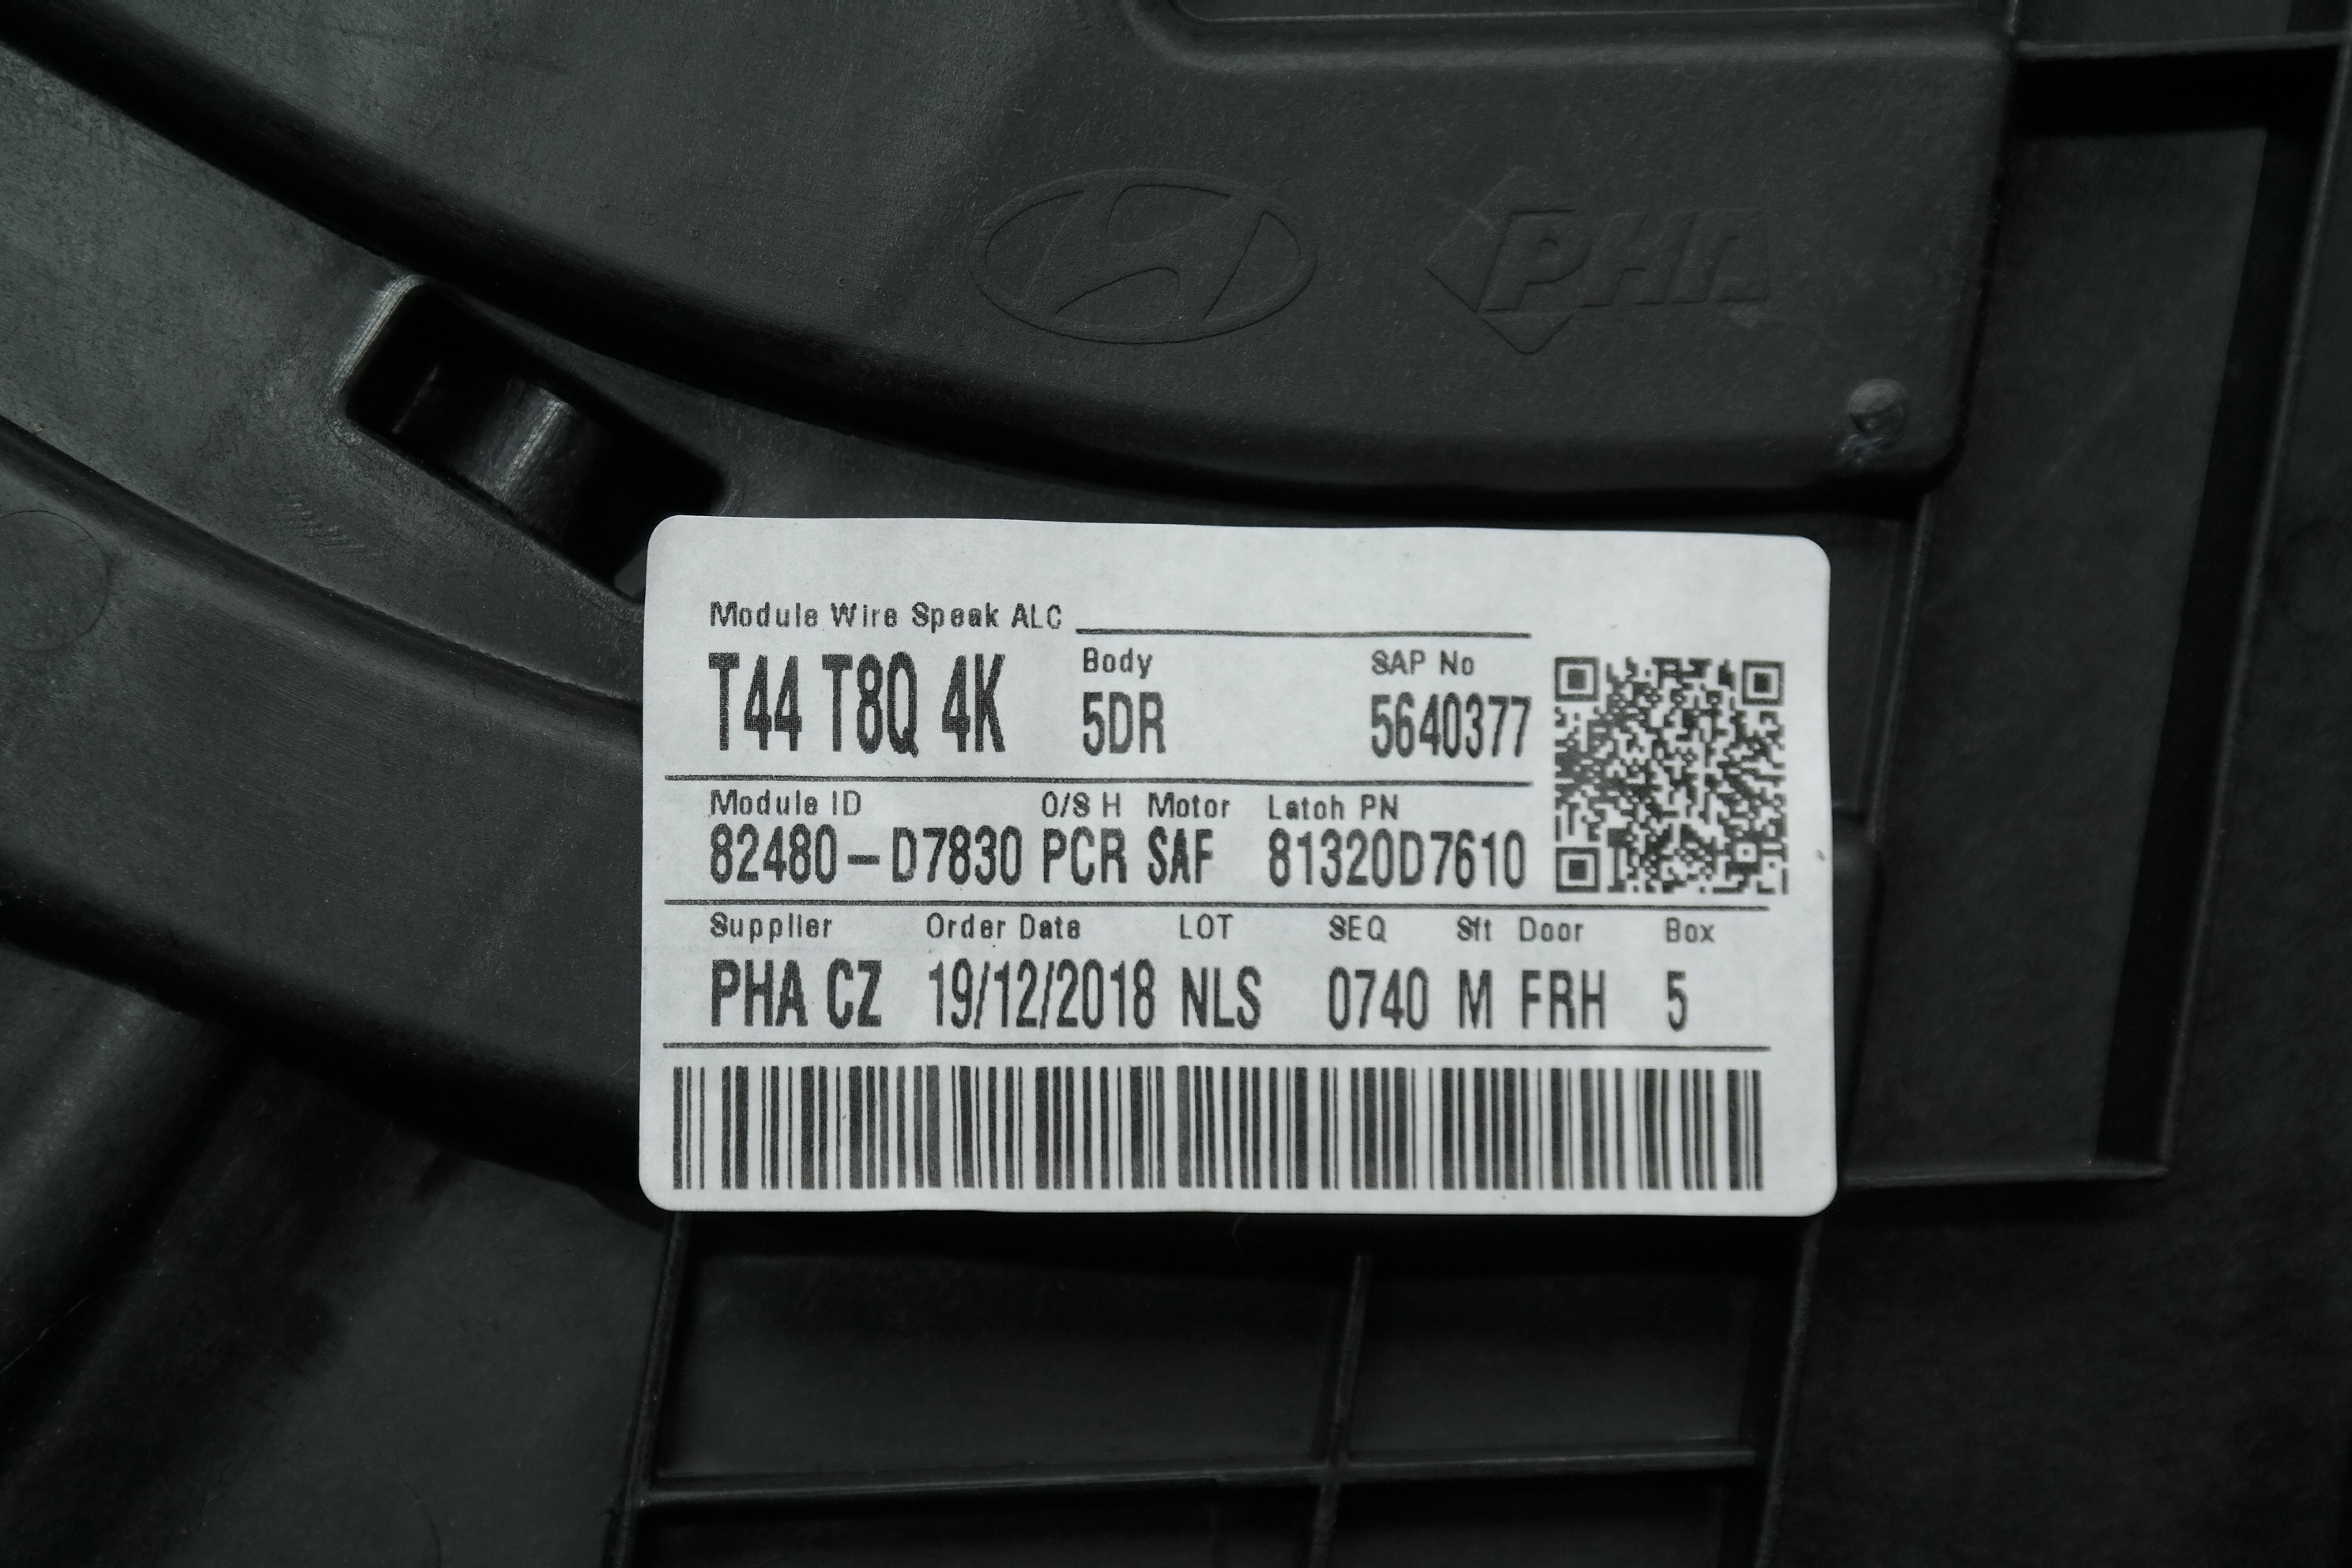 PHA
Module Wire Speak ALC
T44 T8Q 4K
Body
5DR
SAP No
5640377
Module ID O/S H Motor Latch PN
82480-D7830 PCR SAF 81320D7610
Supplier Order Date LOT SEQ Sft Door Box
PHA CZ 19/12/2018 NLS 0740 M FRH 5